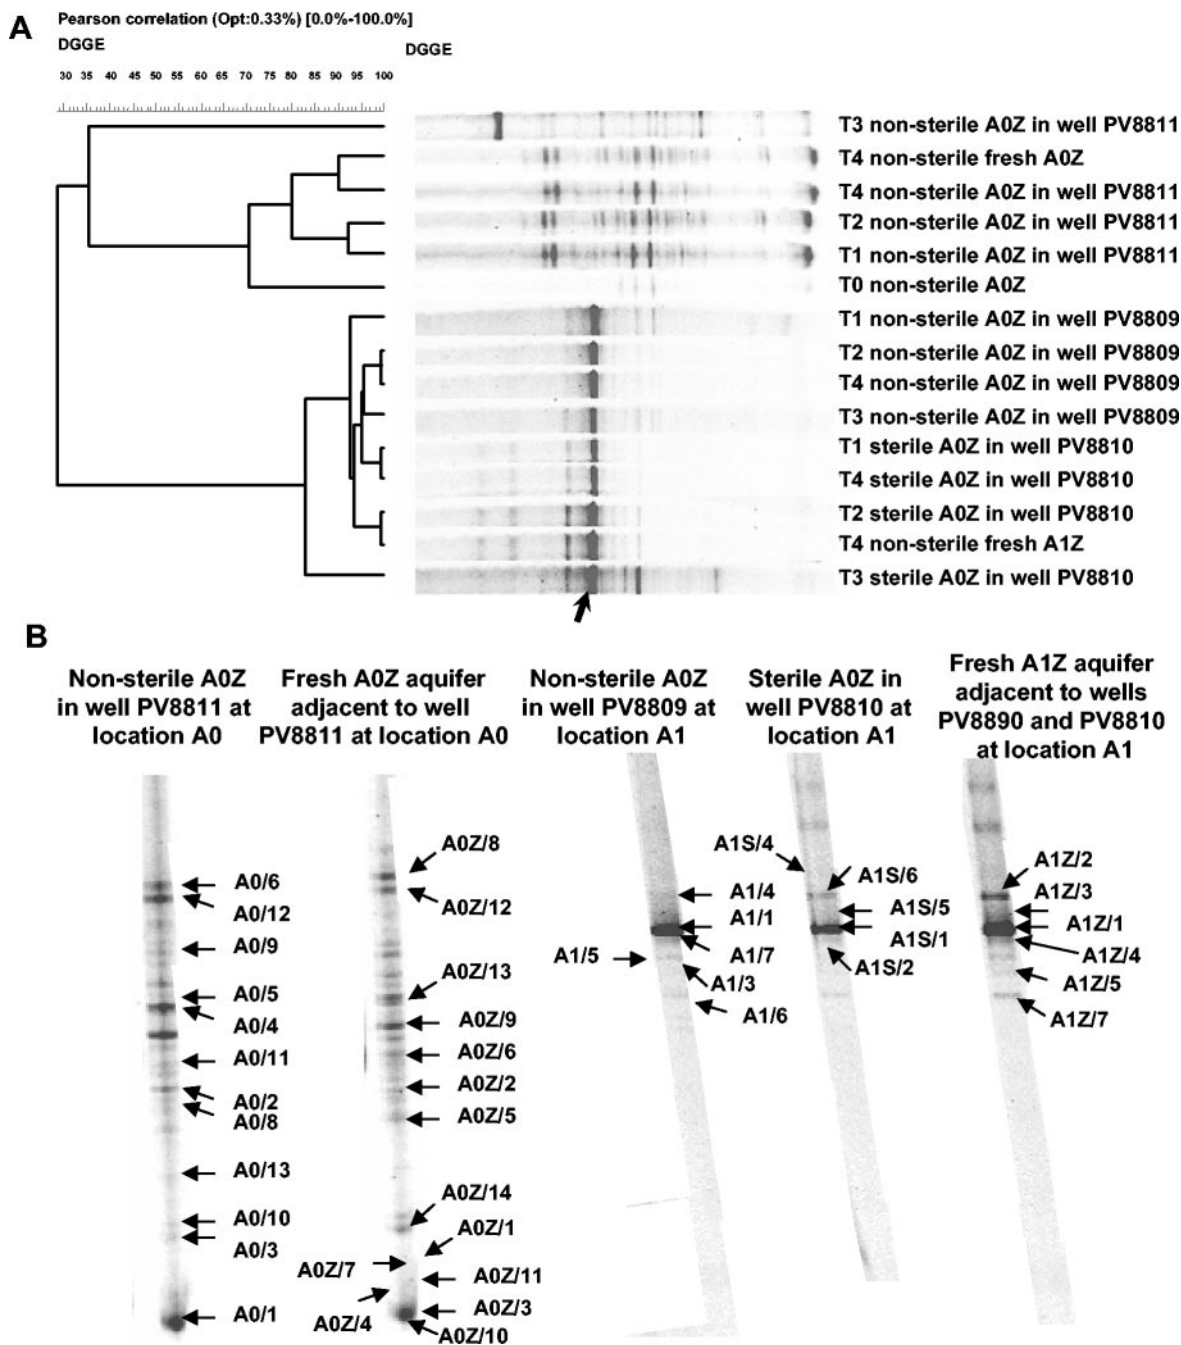 A
Pearson correlation (Opt:0.33%) [0.0%-100.0%]
DGGE
DGGE
30 35 40 45 50 55 60 65 70 75 80 85 90 95 100
T3 non-sterile A0Z in well PV8811
T4 non-sterile fresh A0Z
T4 non-sterile A0Z in well PV8811
T2 non-sterile A0Z in well PV8811
T1 non-sterile A0Z in well PV8811
T0 non-sterile A0Z
T1 non-sterile A0Z in well PV8809
T2 non-sterile A0Z in well PV8809
T4 non-sterile A0Z in well PV8809
T3 non-sterile A0Z in well PV8809
T1 sterile A0Z in well PV8810
T4 sterile A0Z in well PV8810
T2 sterile A0Z in well PV8810
T4 non-sterile fresh A1Z
T3 sterile A0Z in well PV8810
B
Non-sterile A0Z
in well PV8811 at
location A0
Fresh A0Z aquifer
adjacent to well
PV8811 at location A0
Non-sterile A0Z
in well PV8809 at
location A1
Sterile A0Z in
well PV8810 at
location A1
Fresh A1Z aquifer
adjacent to wells
PV8890 and PV8810
at location A1
A0/6
A0/12
A0/9
A0/5
A0/4
A0/11
A0/2
A0/8
A0/13
A0/10
A0/3
A0/1
A0Z/8
A0Z/12
A0Z/13
A0Z/9
A0Z/6
A0Z/2
A0Z/5
A0Z/14
A0Z/1
A0Z/7
A0Z/11
A0Z/4
A0Z/3
A0Z/10
A1/4
A1/1
A1/7
A1/5
A1/3
A1/6
A1S/4
A1S/6
A1S/5
A1S/1
A1S/2
A1Z/2
A1Z/3
A1Z/1
A1Z/4
A1Z/5
A1Z/7